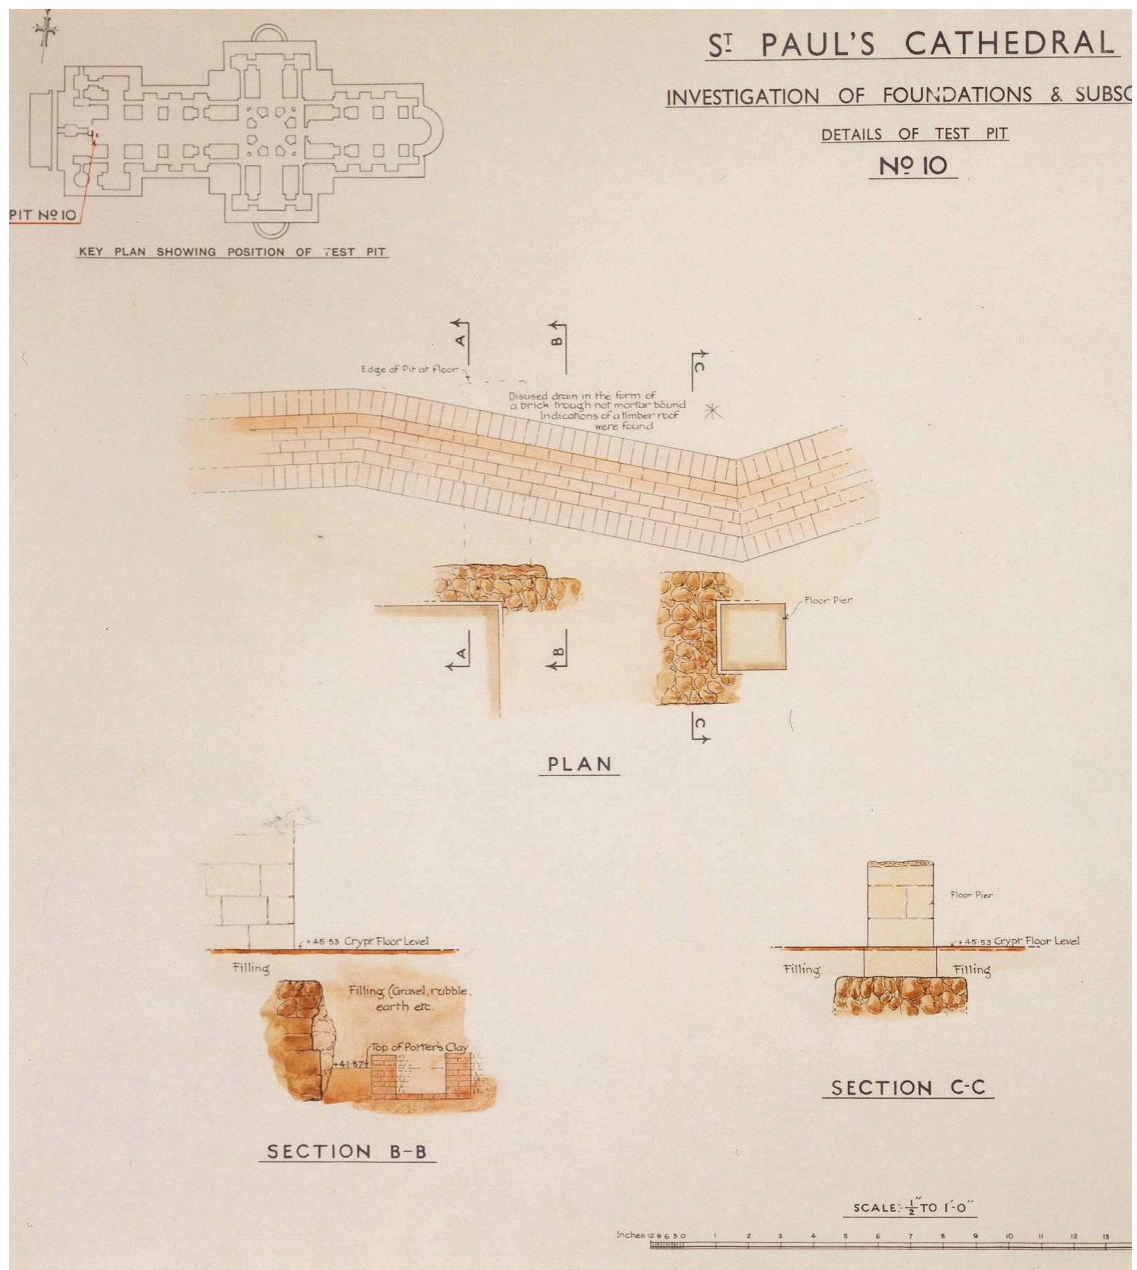 ST PAUL'S CATHEDRAL
INVESTIGATION OF FOUNDATIONS & SUBSO
DETAILS OF TEST PIT
Nº 10
PIT Nº 10
KEY PLAN SHOWING POSITION OF TEST PIT
A
B
C
Edge of Pit at floor
Disused drain in the form of
a brick trough not mortar bound
Indications of a timber roof
were found
Floor Pier
A
B
C
PLAN
Floor Pier
+45·53 Crypt Floor Level
+45·53 Crypt Floor Level
Filling
Filling
Filling
Filling (Gravel, rubble,
earth etc.
Top of Potter's Clay
+41·87
SECTION C-C
SECTION B-B
SCALE:- ½" TO 1'-0"
Inches 12 9 6 3 0 1 2 3 4 5 6 7 8 9 10 11 12 13